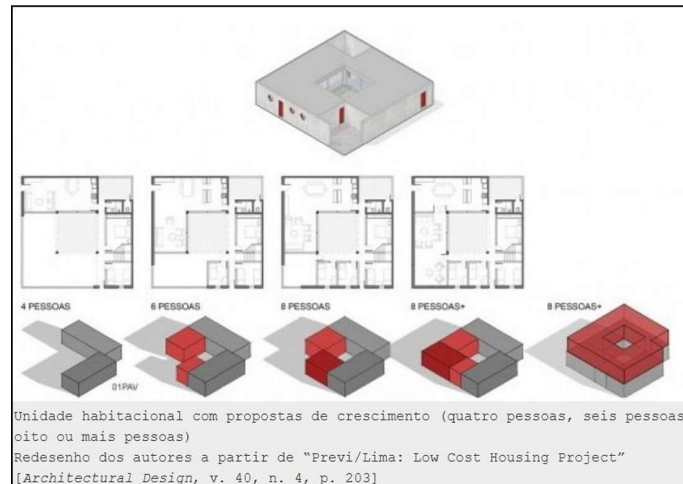 4 PESSOAS 6 PESSOAS 8 PESSOAS 8 PESSOAS+ 8 PESSOAS+
01PAV
Unidade habitacional com propostas de crescimento (quatro pessoas, seis pessoas
oito ou mais pessoas)
Redesenho dos autores a partir de “Previ/Lima: Low Cost Housing Project”
[Architectural Design, v. 40, n. 4, p. 203]